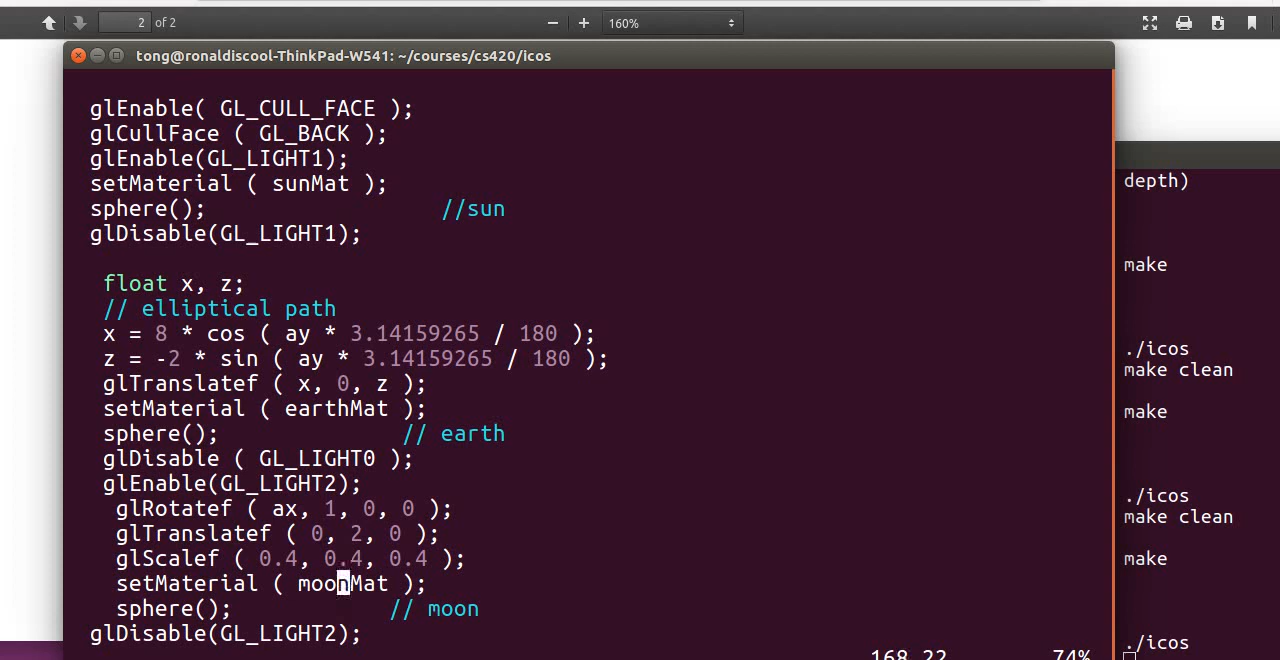 2 of 2
160%
tong@ronaldiscool-ThinkPad-W541: ~/courses/cs420/icos
glEnable( GL_CULL_FACE );
glCullFace ( GL_BACK );
glEnable(GL_LIGHT1);
setMaterial ( sunMat );
sphere(); //sun
glDisable(GL_LIGHT1);
float x, z;
// elliptical path
x = 8 * cos ( ay * 3.14159265 / 180 );
z = -2 * sin ( ay * 3.14159265 / 180 );
glTranslatef ( x, 0, z );
setMaterial ( earthMat );
sphere(); // earth
glDisable ( GL_LIGHT0 );
glEnable(GL_LIGHT2);
glRotatef ( ax, 1, 0, 0 );
glTranslatef ( 0, 2, 0 );
glScalef ( 0.4, 0.4, 0.4 );
setMaterial ( moonMat );
sphere(); // moon
glDisable(GL_LIGHT2);
168,22 74%
depth)
make
./icos
make clean
make
./icos
make clean
make
./icos